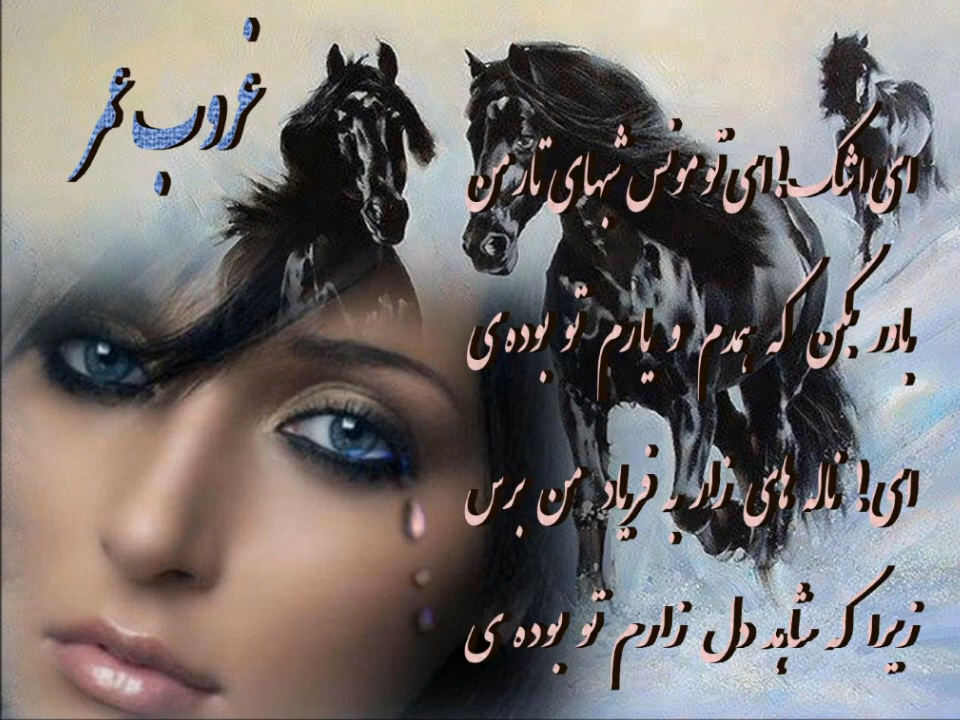 غروب عمر
ای اشک! ای تو مونس شبهای تار من
باور بکن که همدم و یارم تو بوده ی
ای! ناله های زار به فریاد من برس
زیرا که شاهد دل زارم تو بوده ی